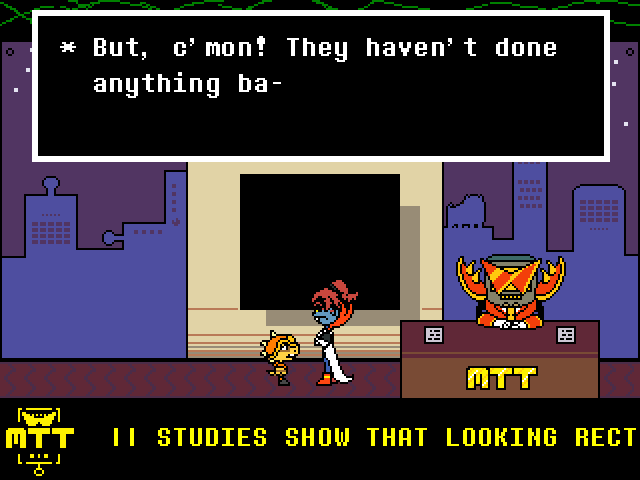 * But, c'mon! They haven't done
anything ba-
MTT
MTT
|| STUDIES SHOW THAT LOOKING RECT